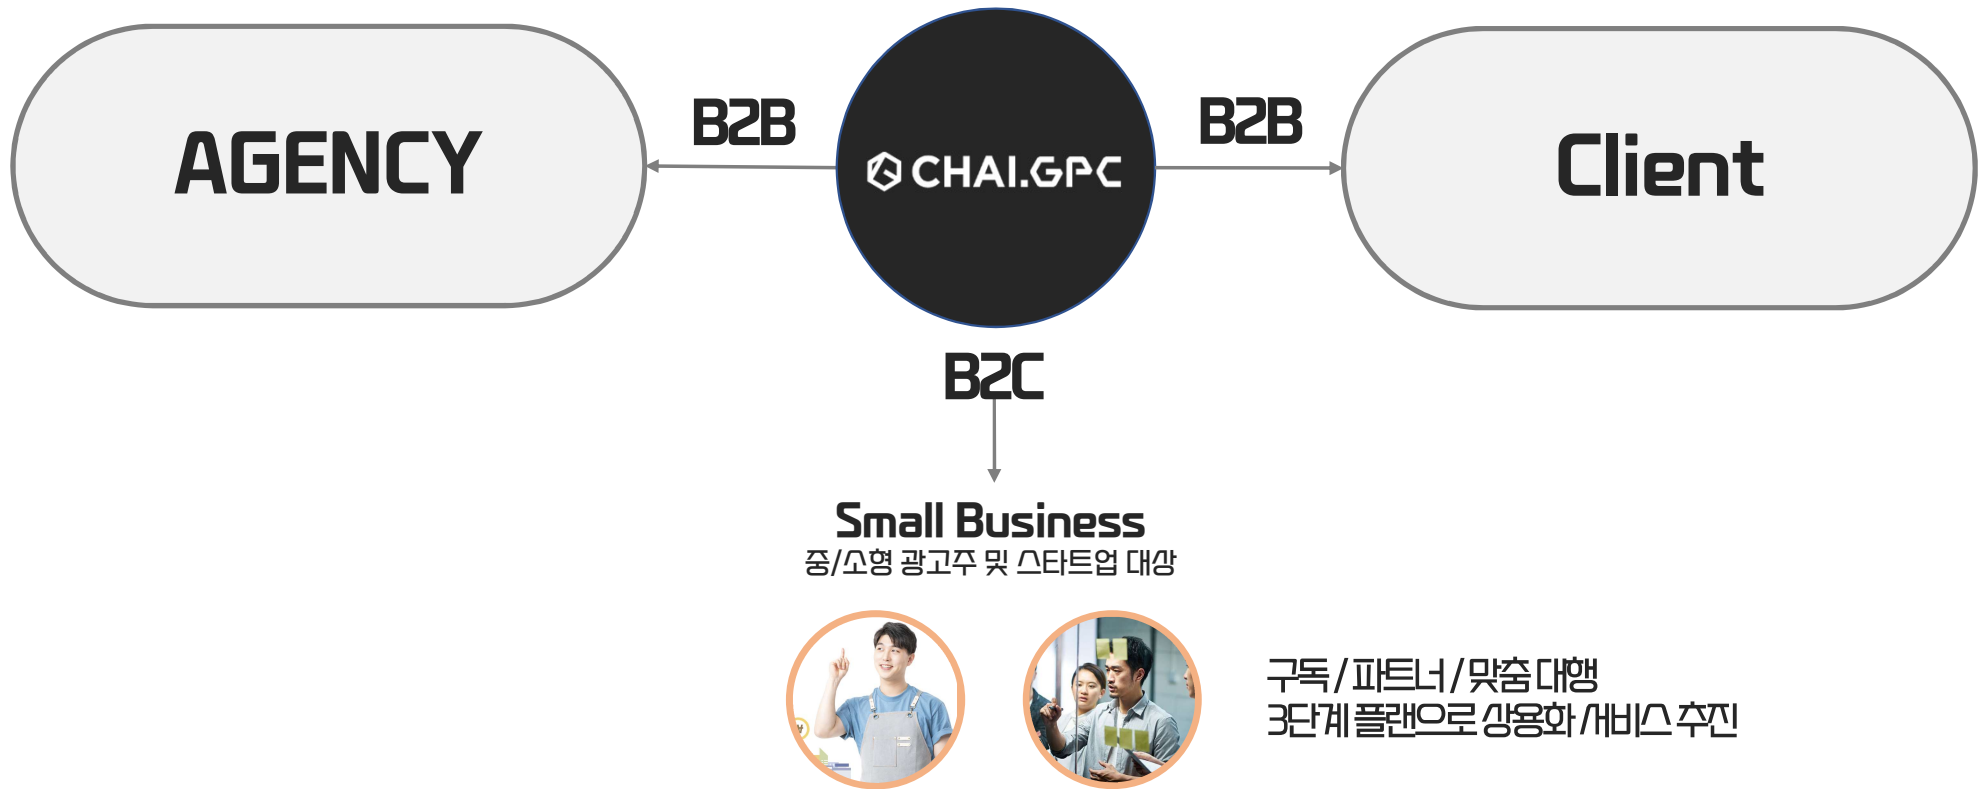 AGENCY
B2B
CHAI.GPC
B2B
Client
B2C
Small Business
중/소형 광고주 및 스타트업 대상
구독 / 파트너 / 맞춤 대행
3단계 플랜으로 상용화 서비스 추진